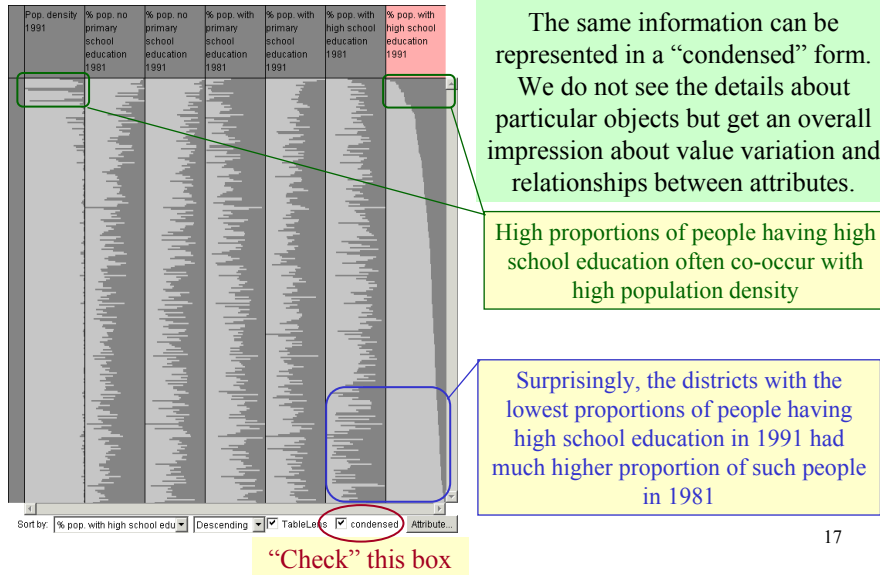 Pop. density
1991
% pop. no
primary
school
education
1981
% pop. no
primary
school
education
1991
% pop. with
primary
school
education
1981
% pop. with
primary
school
education
1991
% pop. with
high school
education
1981
% pop. with
high school
education
1991
The same information can be
represented in a “condensed” form.
We do not see the details about
particular objects but get an overall
impression about value variation and
relationships between attributes.
High proportions of people having high
school education often co-occur with
high population density
Surprisingly, the districts with the
lowest proportions of people having
high school education in 1991 had
much higher proportion of such people
in 1981
Sort by: % pop. with high school edu Descending TableLens condensed Attribute...
“Check” this box
17